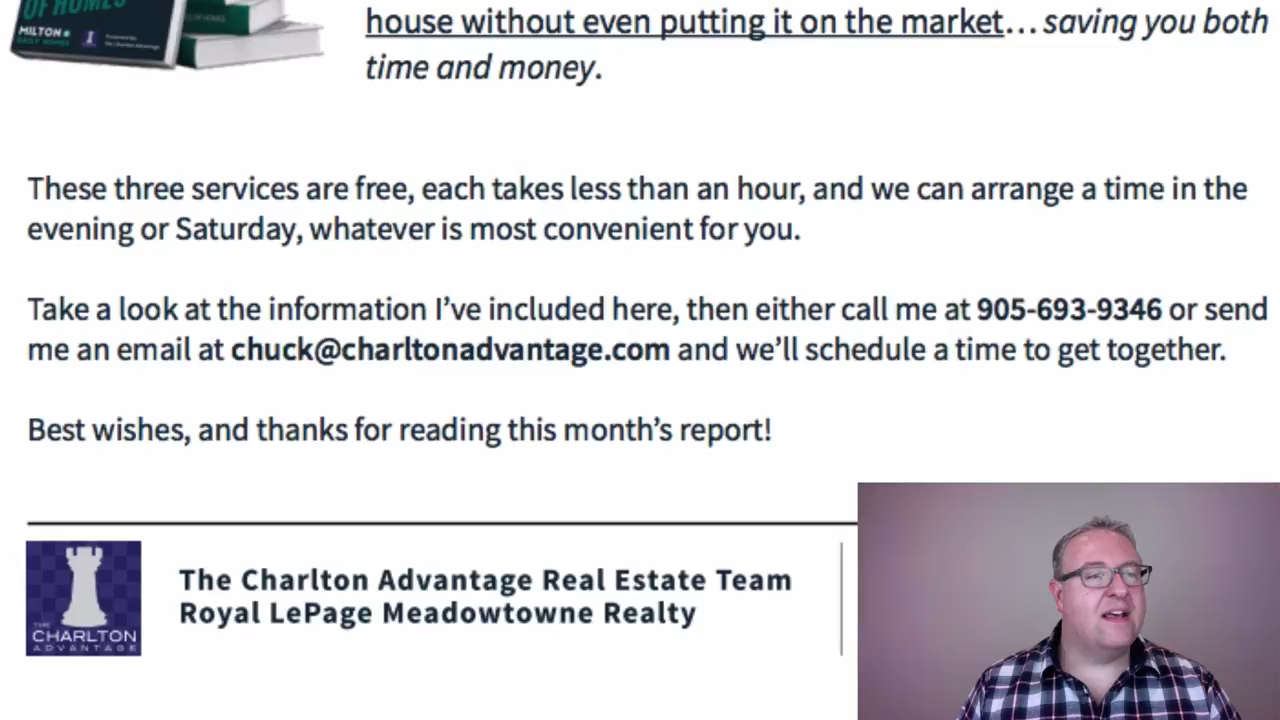 OF HOMES
MILTON
house without even putting it on the market... saving you both
time and money.
These three services are free, each takes less than an hour, and we can arrange a time in the
evening or Saturday, whatever is most convenient for you.
Take a look at the information I’ve included here, then either call me at 905-693-9346 or send
me an email at chuck@charltonadvantage.com and we’ll schedule a time to get together.
Best wishes, and thanks for reading this month’s report!
THE
CHARLTON
ADVANTAGE
The Charlton Advantage Real Estate Team
Royal LePage Meadowtowne Realty